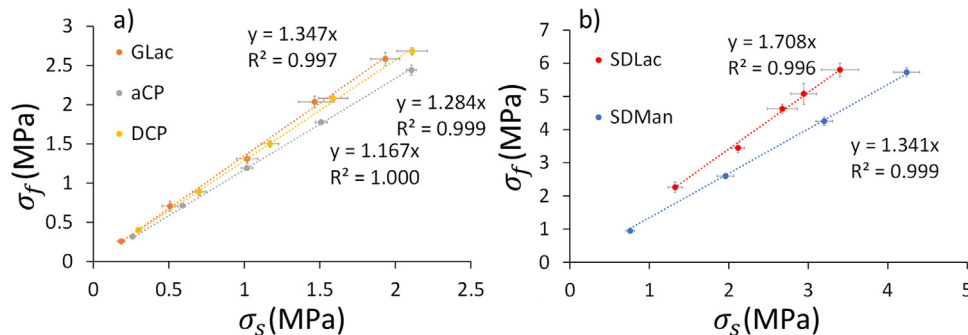 a)
GLac
aCP
DCP
y = 1.347x
R² = 0.997
y = 1.284x
R² = 0.999
y = 1.167x
R² = 1.000
3
2.5
2
1.5
1
0.5
0
σf (MPa)
0 0.5 1 1.5 2 2.5
σs (MPa)
b)
SDLac
SDMan
y = 1.708x
R² = 0.996
y = 1.341x
R² = 0.999
7
6
5
4
3
2
1
0
σf (MPa)
0 1 2 3 4 5
σs (MPa)